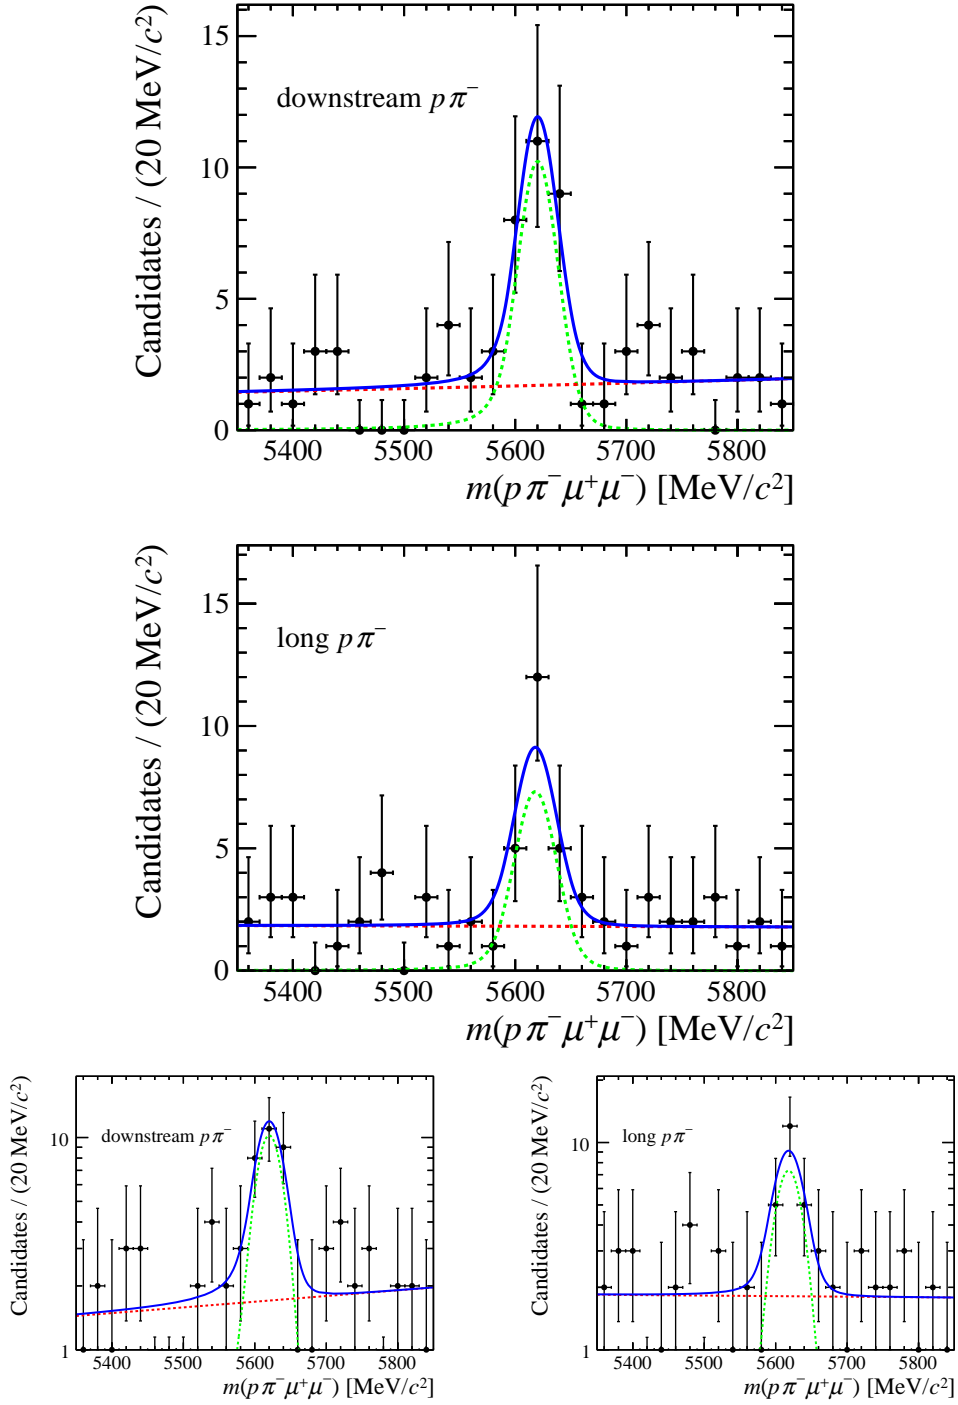 Candidates / (20 MeV/c²)
15
10
5
0
downstream pπ⁻
5400 5500 5600 5700 5800
m(pπ⁻μ⁺μ⁻) [MeV/c²]
Candidates / (20 MeV/c²)
15
10
5
0
long pπ⁻
5400 5500 5600 5700 5800
m(pπ⁻μ⁺μ⁻) [MeV/c²]
Candidates / (20 MeV/c²)
10
1
downstream pπ⁻
5400 5500 5600 5700 5800
m(pπ⁻μ⁺μ⁻) [MeV/c²]
Candidates / (20 MeV/c²)
10
1
long pπ⁻
5400 5500 5600 5700 5800
m(pπ⁻μ⁺μ⁻) [MeV/c²]